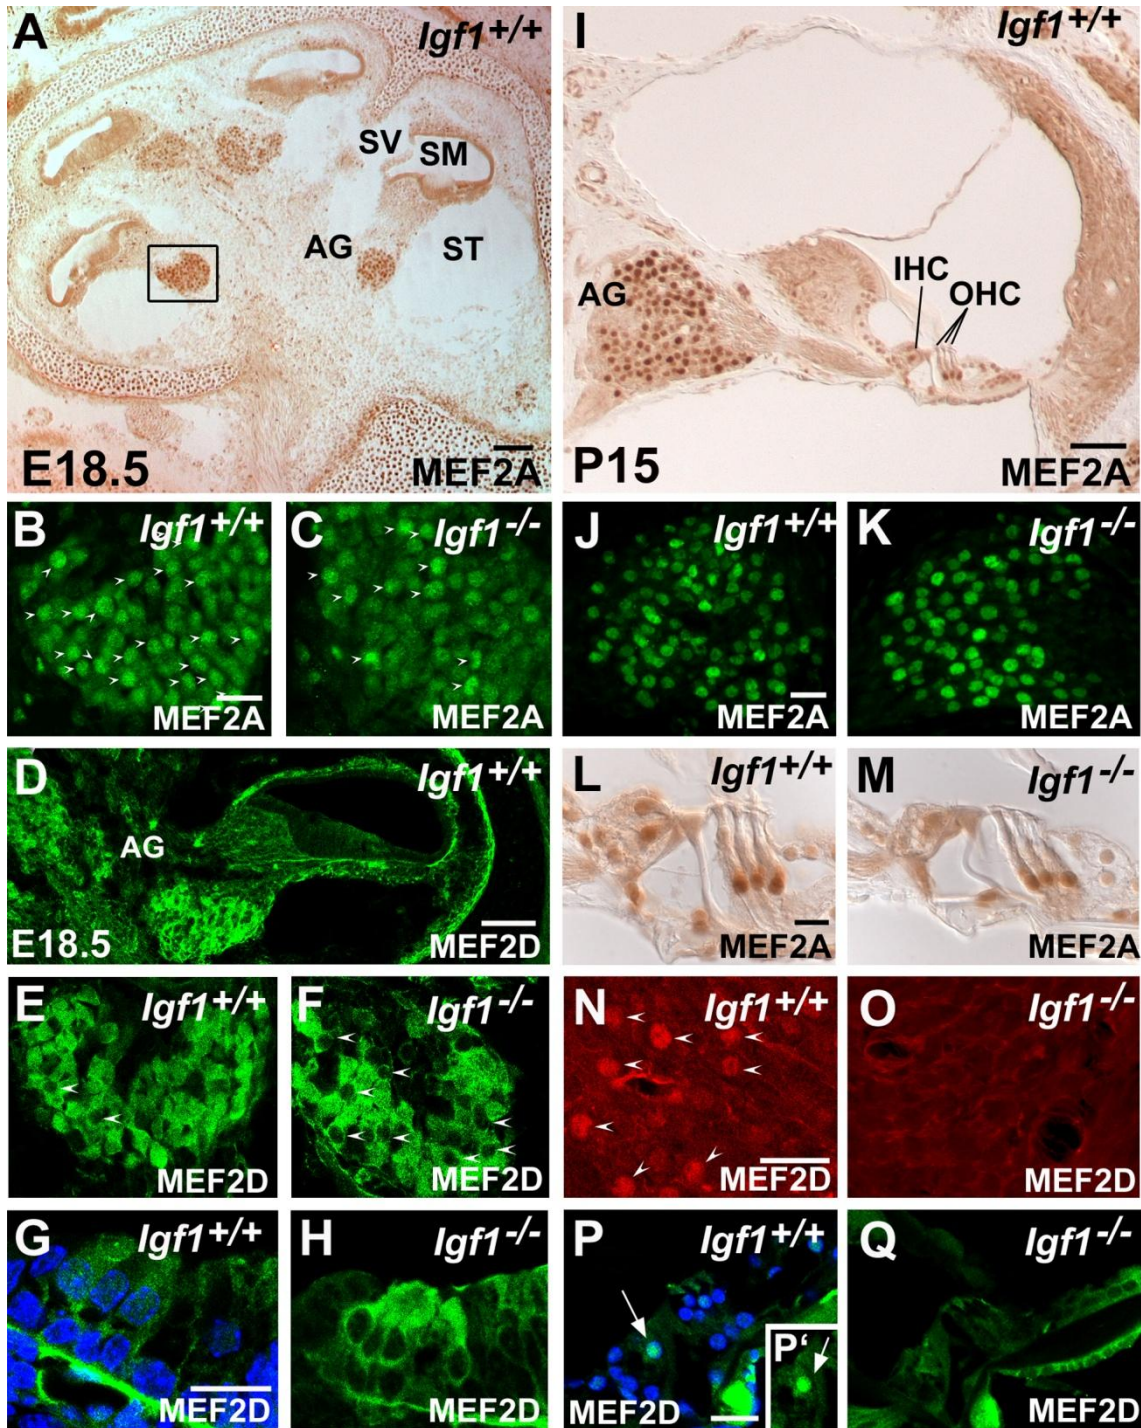 A Igf1+/+
SV
SM
AG
ST
E18.5 MEF2A
I Igf1+/+
AG
IHC
OHC
P15 MEF2A
B Igf1+/+
MEF2A
C Igf1-/-
MEF2A
J Igf1+/+
MEF2A
K Igf1-/-
MEF2A
D Igf1+/+
AG
E18.5 MEF2D
L Igf1+/+
MEF2A
M Igf1-/-
MEF2A
E Igf1+/+
MEF2D
F Igf1-/-
MEF2D
N Igf1+/+
MEF2D
O Igf1-/-
MEF2D
G Igf1+/+
MEF2D
H Igf1-/-
MEF2D
P Igf1+/+
P'
MEF2D
Q Igf1-/-
MEF2D